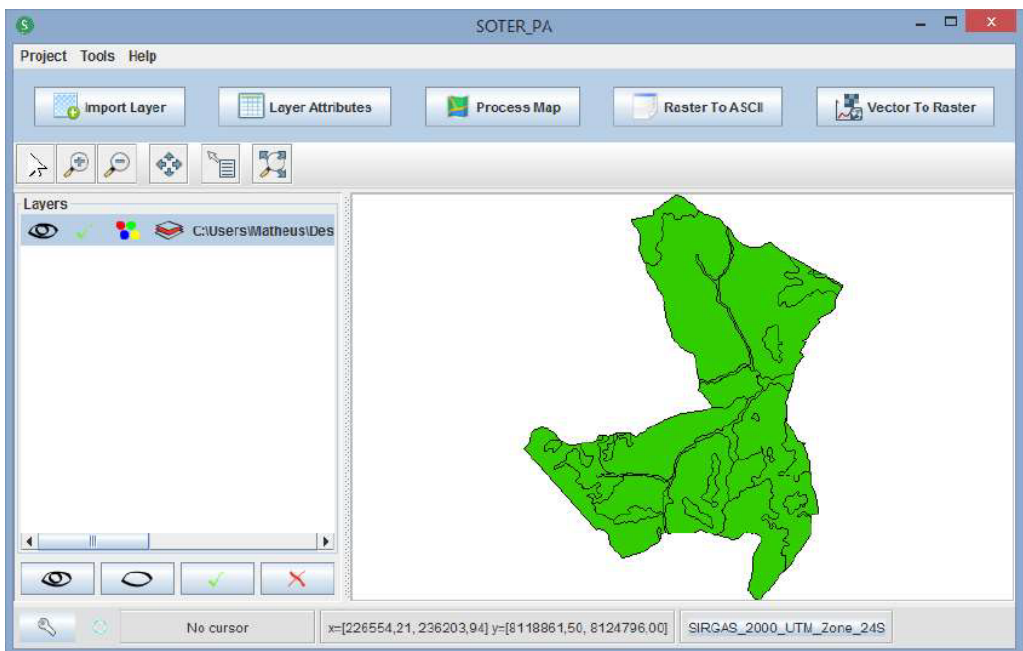 S
SOTER_PA
Project Tools Help
Import Layer
Layer Attributes
Process Map
Raster To ASCII
Vector To Raster
Layers
C:\Users\Matheus\Des
No cursor
x=[226554,21, 236203,94] y=[8118861,50, 8124796,00]
SIRGAS_2000_UTM_Zone_24S